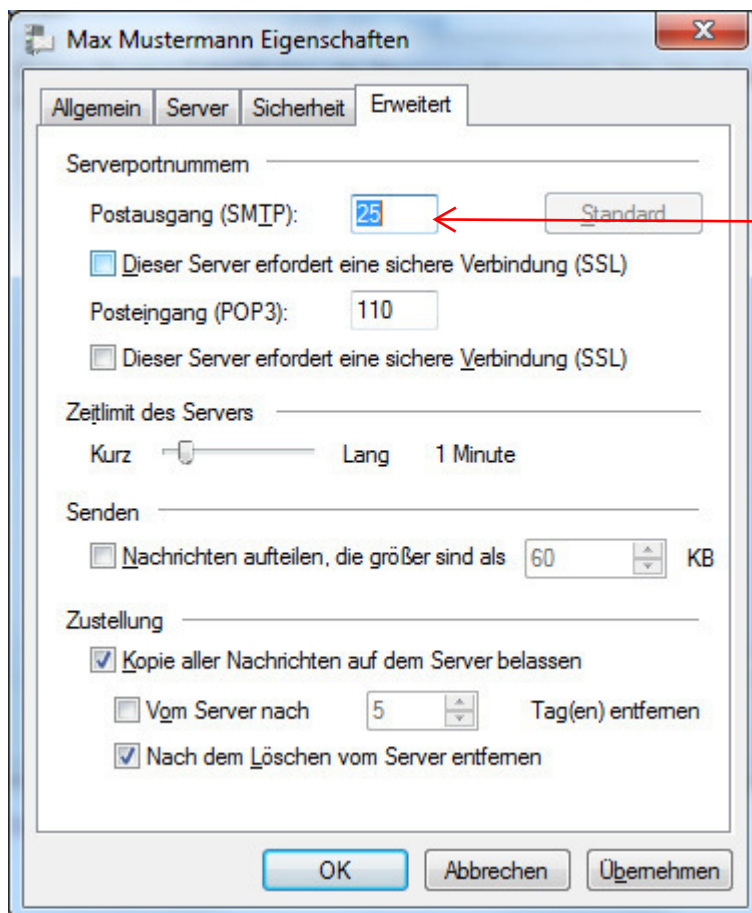 Max Mustermann Eigenschaften
Allgemein Server Sicherheit Erweitert
Serverportnummern
Postausgang (SMTP): 25 Standard
Dieser Server erfordert eine sichere Verbindung (SSL)
Posteingang (POP3): 110
Dieser Server erfordert eine sichere Verbindung (SSL)
Zeitlimit des Servers
Kurz Lang 1 Minute
Senden
Nachrichten aufteilen, die größer sind als 60 KB
Zustellung
Kopie aller Nachrichten auf dem Server belassen
Vom Server nach 5 Tag(en) entfernen
Nach dem Löschen vom Server entfernen
OK Abbrechen Übernehmen